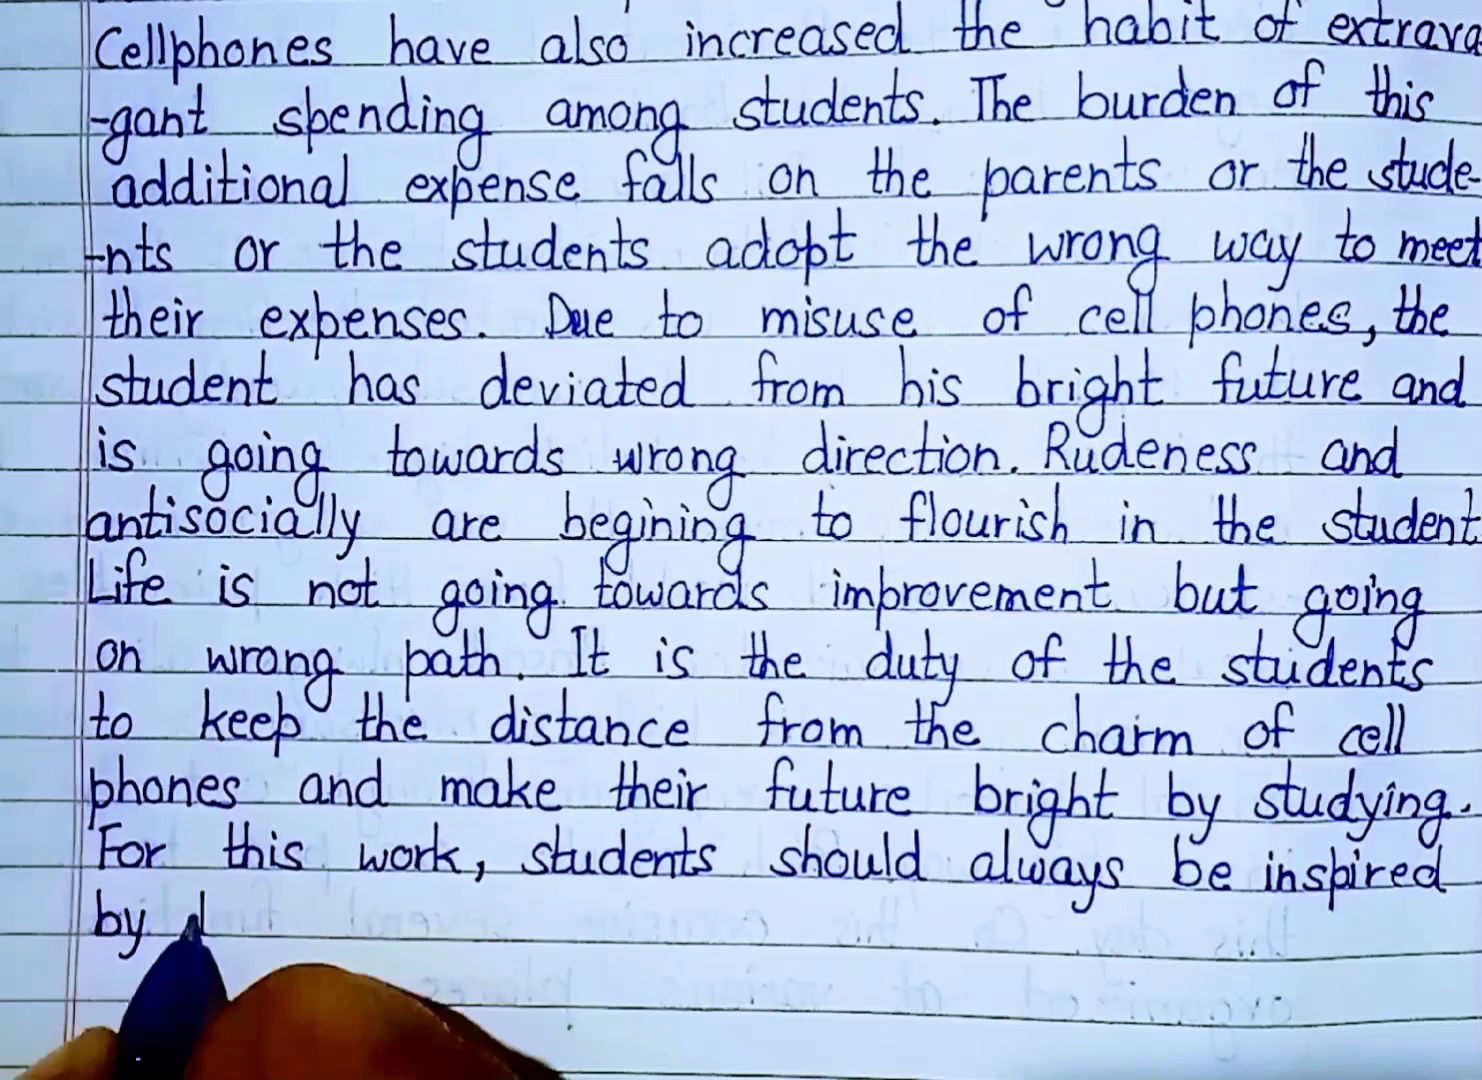 Cellphones have also increased the habit of extrava
-gant spending among students. The burden of this
additional expense falls on the parents or the stude-
-nts or the students adopt the wrong way to meet
their expenses. Due to misuse of cell phones, the
student has deviated from his bright future and
is going towards wrong direction. Rudeness and
antisocially are begining to flourish in the student
Life is not going towards improvement but going
on wrong path. It is the duty of the students
to keep the distance from the charm of cell
phones and make their future bright by studying.
For this work, students should always be inspired
by